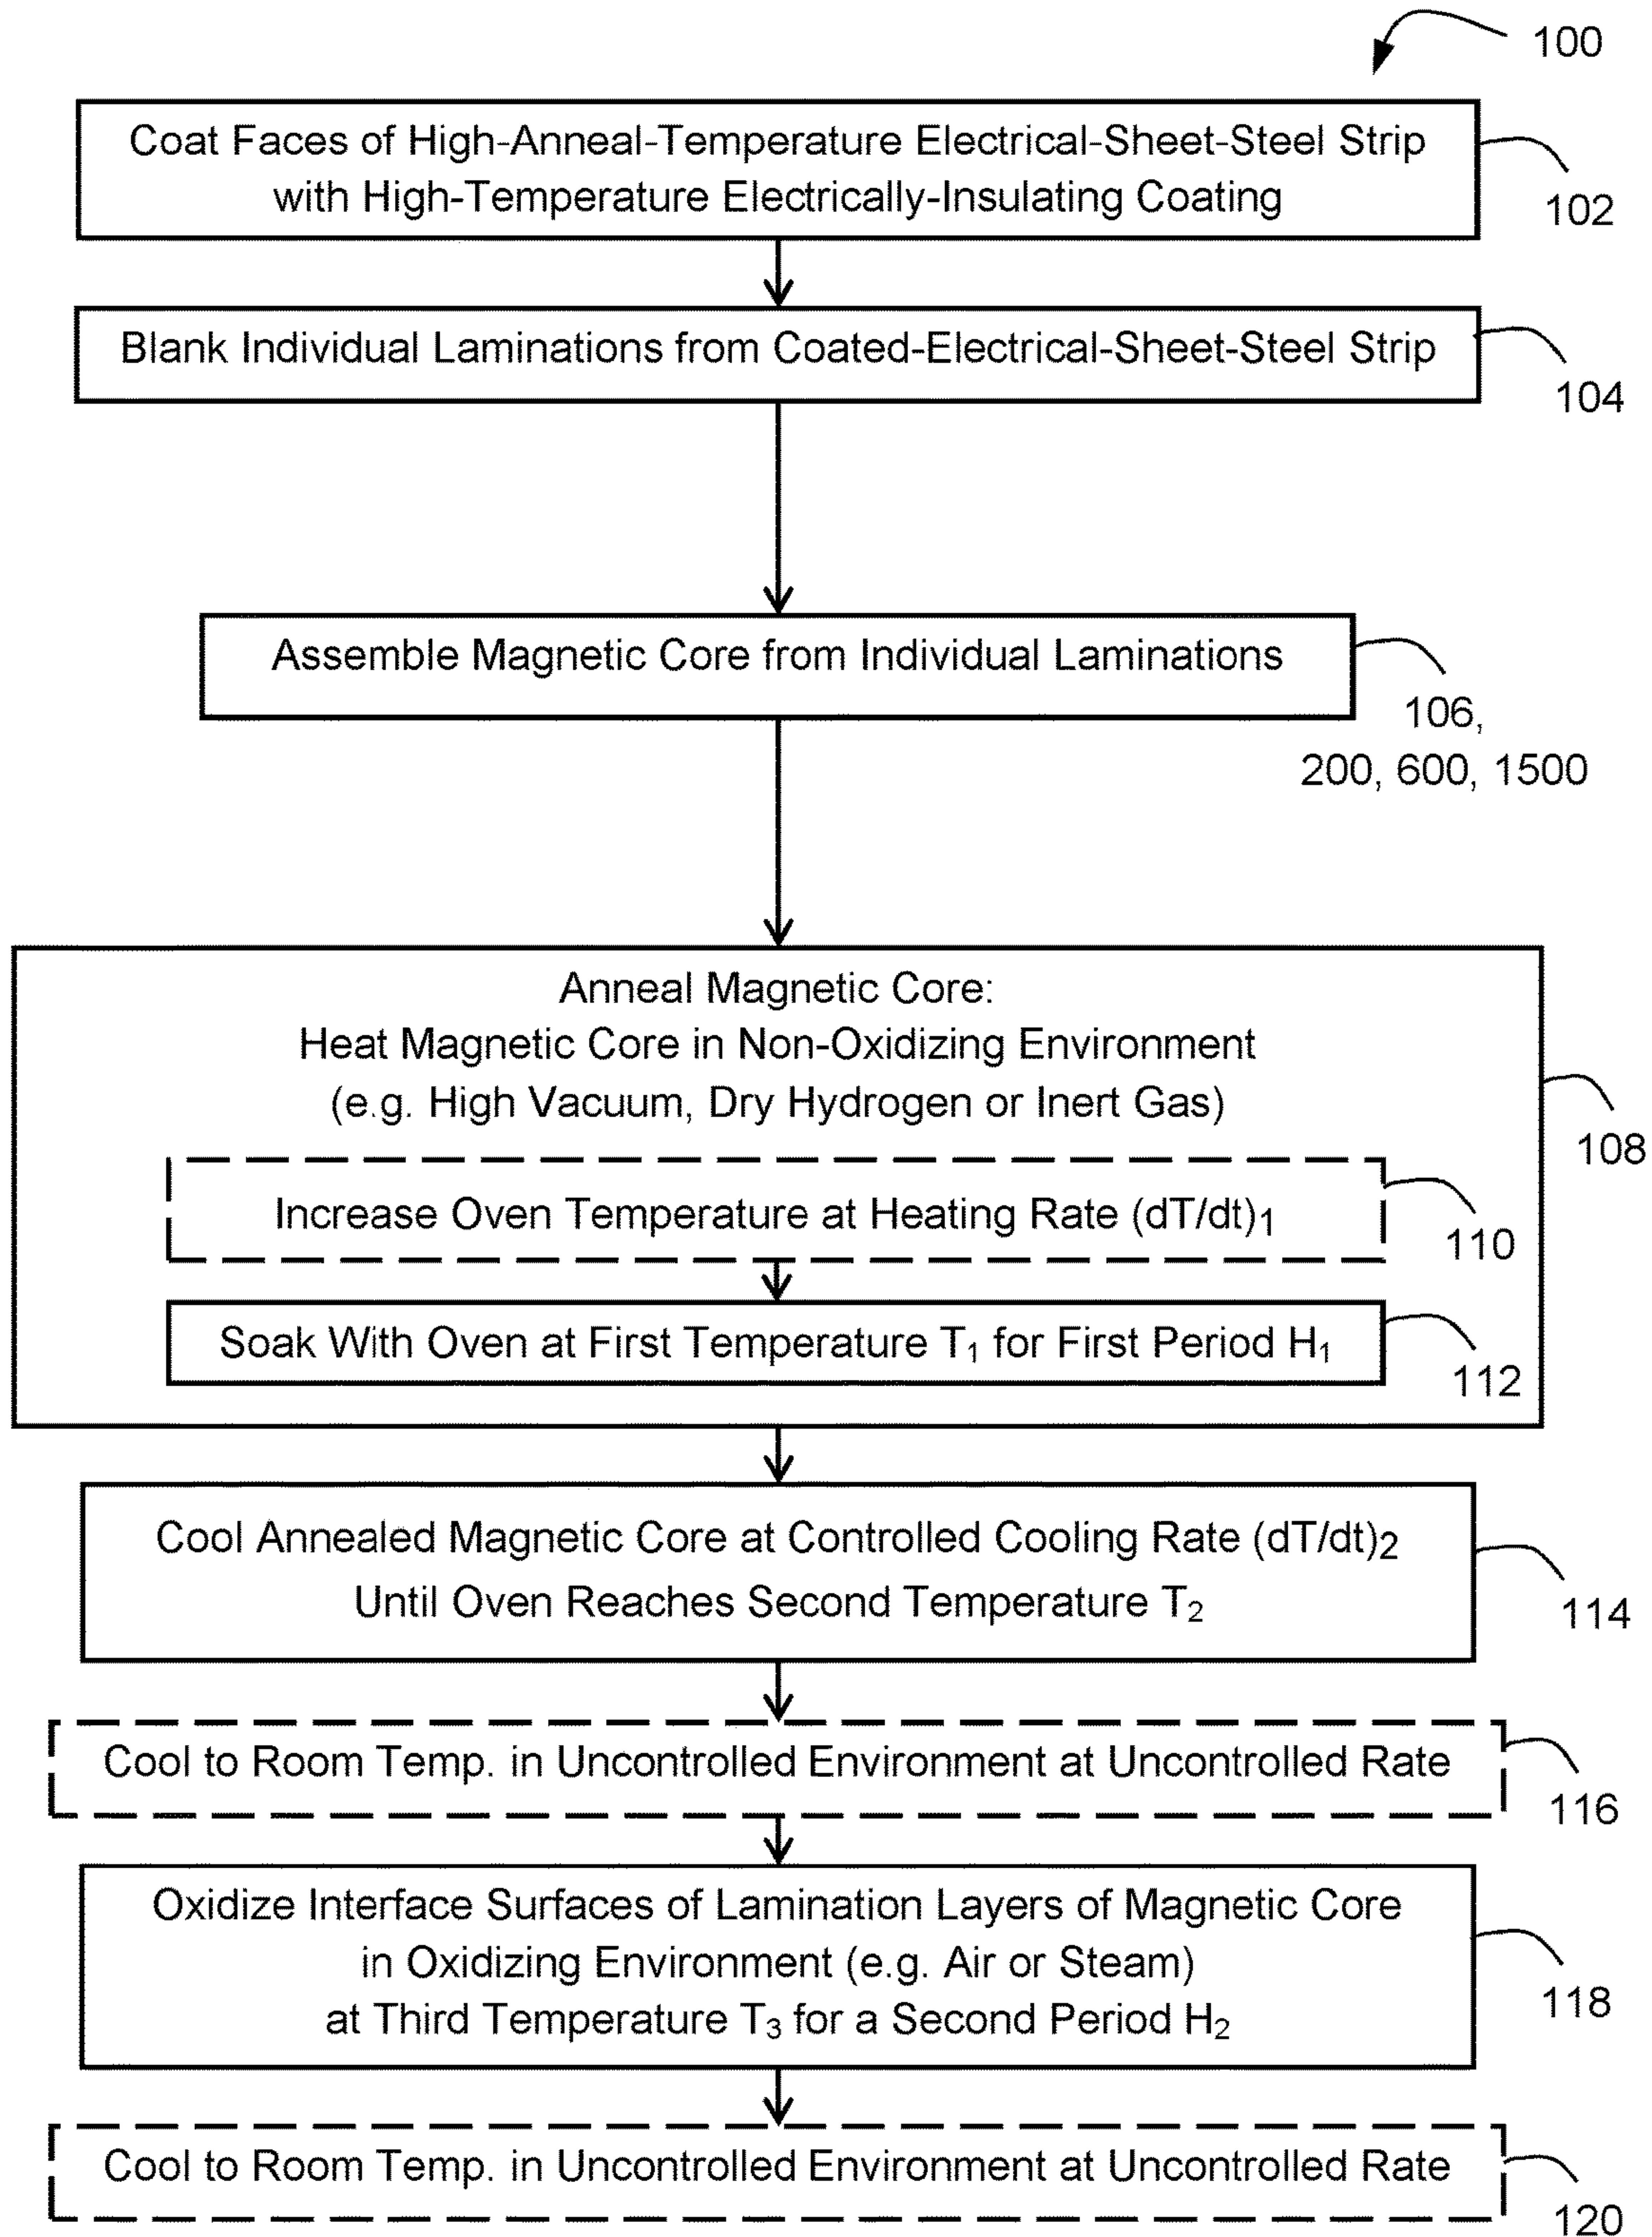 100
Coat Faces of High-Anneal-Temperature Electrical-Sheet-Steel Strip
with High-Temperature Electrically-Insulating Coating
102
Blank Individual Laminations from Coated-Electrical-Sheet-Steel Strip
104
Assemble Magnetic Core from Individual Laminations
106,
200, 600, 1500
Anneal Magnetic Core:
Heat Magnetic Core in Non-Oxidizing Environment
(e.g. High Vacuum, Dry Hydrogen or Inert Gas)
108
Increase Oven Temperature at Heating Rate (dT/dt)1
110
Soak With Oven at First Temperature T1 for First Period H1
112
Cool Annealed Magnetic Core at Controlled Cooling Rate (dT/dt)2
Until Oven Reaches Second Temperature T2
114
Cool to Room Temp. in Uncontrolled Environment at Uncontrolled Rate
116
Oxidize Interface Surfaces of Lamination Layers of Magnetic Core
in Oxidizing Environment (e.g. Air or Steam)
at Third Temperature T3 for a Second Period H2
118
Cool to Room Temp. in Uncontrolled Environment at Uncontrolled Rate
120